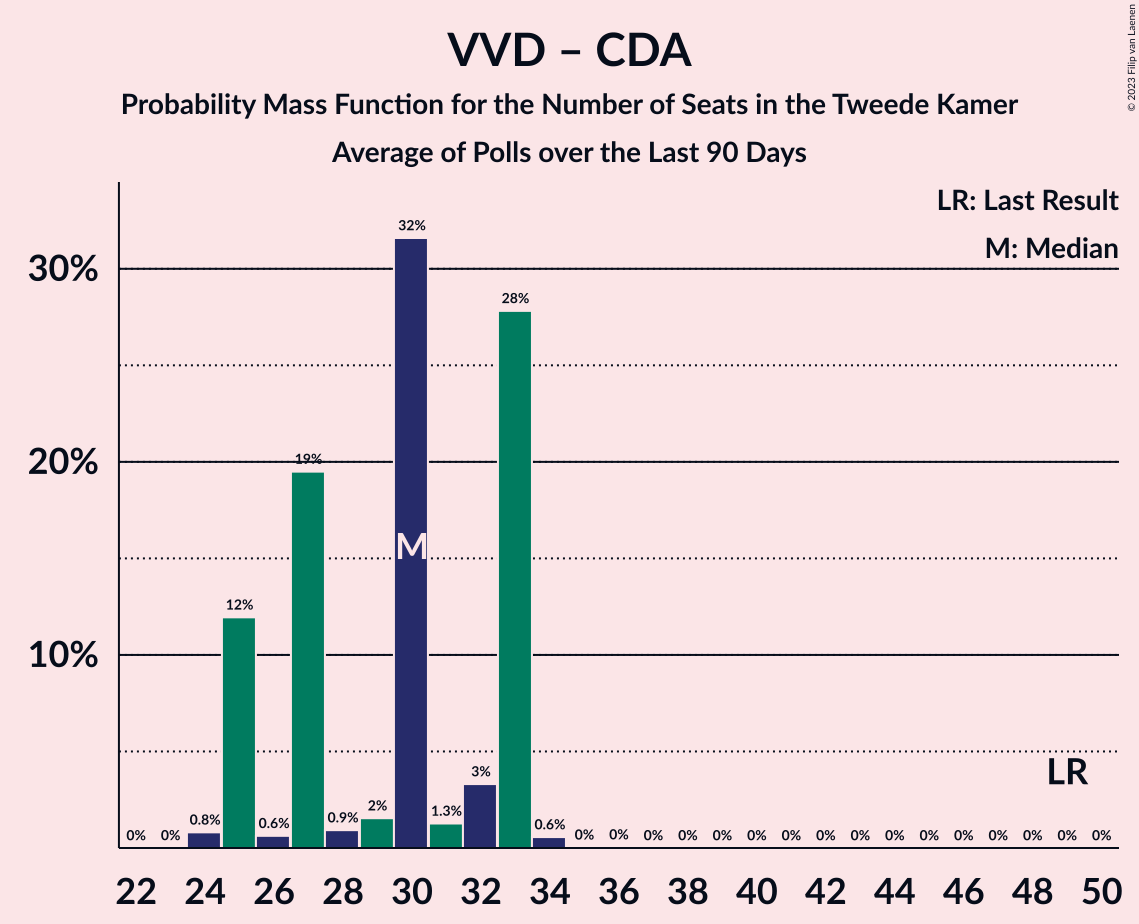 VVD – CDA
Probability Mass Function for the Number of Seats in the Tweede Kamer
Average of Polls over the Last 90 Days
© 2023 Filip van Laenen
LR: Last Result
M: Median
30%
20%
10%
0% 0% 0.8% 12% 0.6% 19% 0.9% 2% 32% 1.3% 3% 28% 0.6% 0% 0% 0% 0% 0% 0% 0% 0% 0% 0% 0% 0% 0% 0% 0% 0%
M
LR
22 24 26 28 30 32 34 36 38 40 42 44 46 48 50